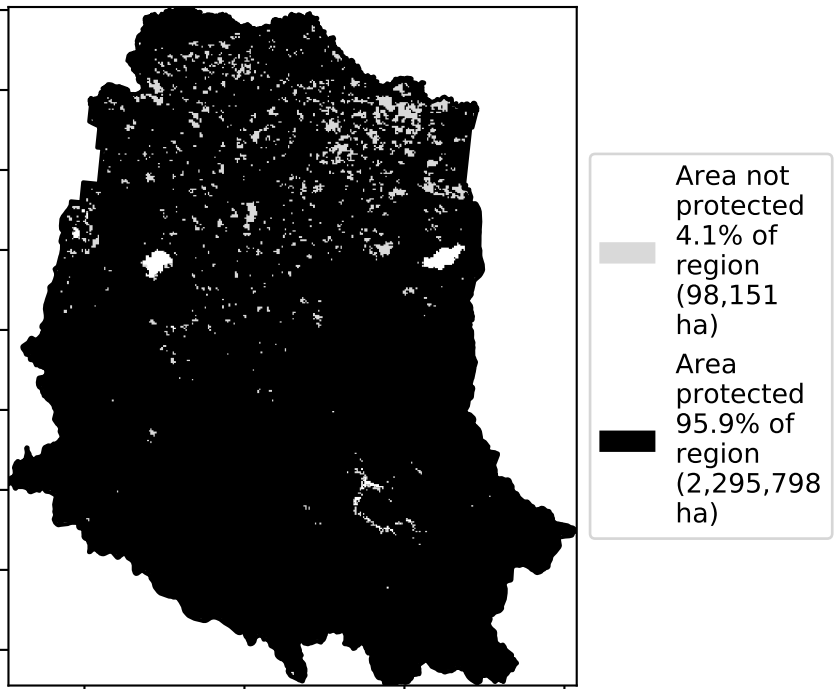 Area not
protected
4.1% of
region
(98,151
ha)
Area
protected
95.9% of
region
(2,295,798
ha)